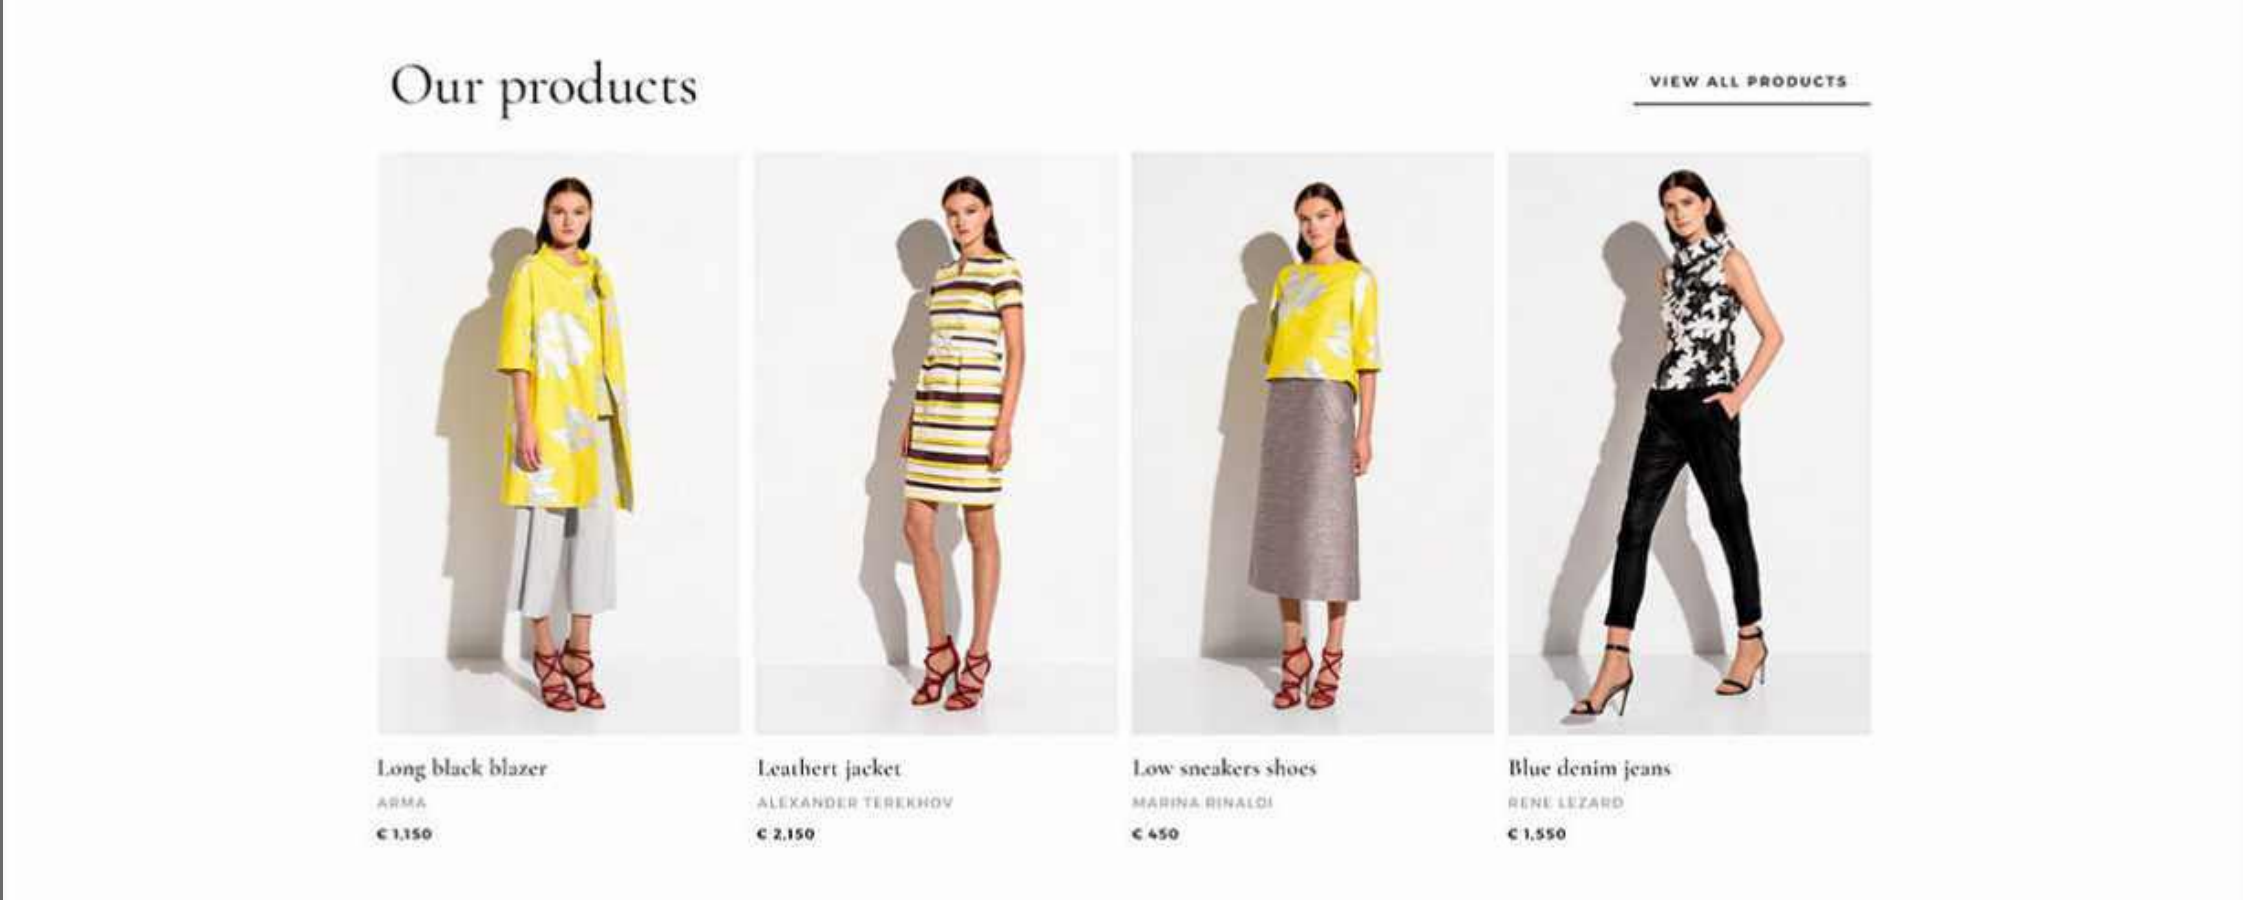 Our products
VIEW ALL PRODUCTS
Long black blazer
ARMA
€ 1,150
Leathert jacket
ALEXANDER TEREKHOV
€ 2,150
Low sneakers shoes
MARINA RINALDI
€ 450
Blue denim jeans
RENE LEZARD
€ 1,550